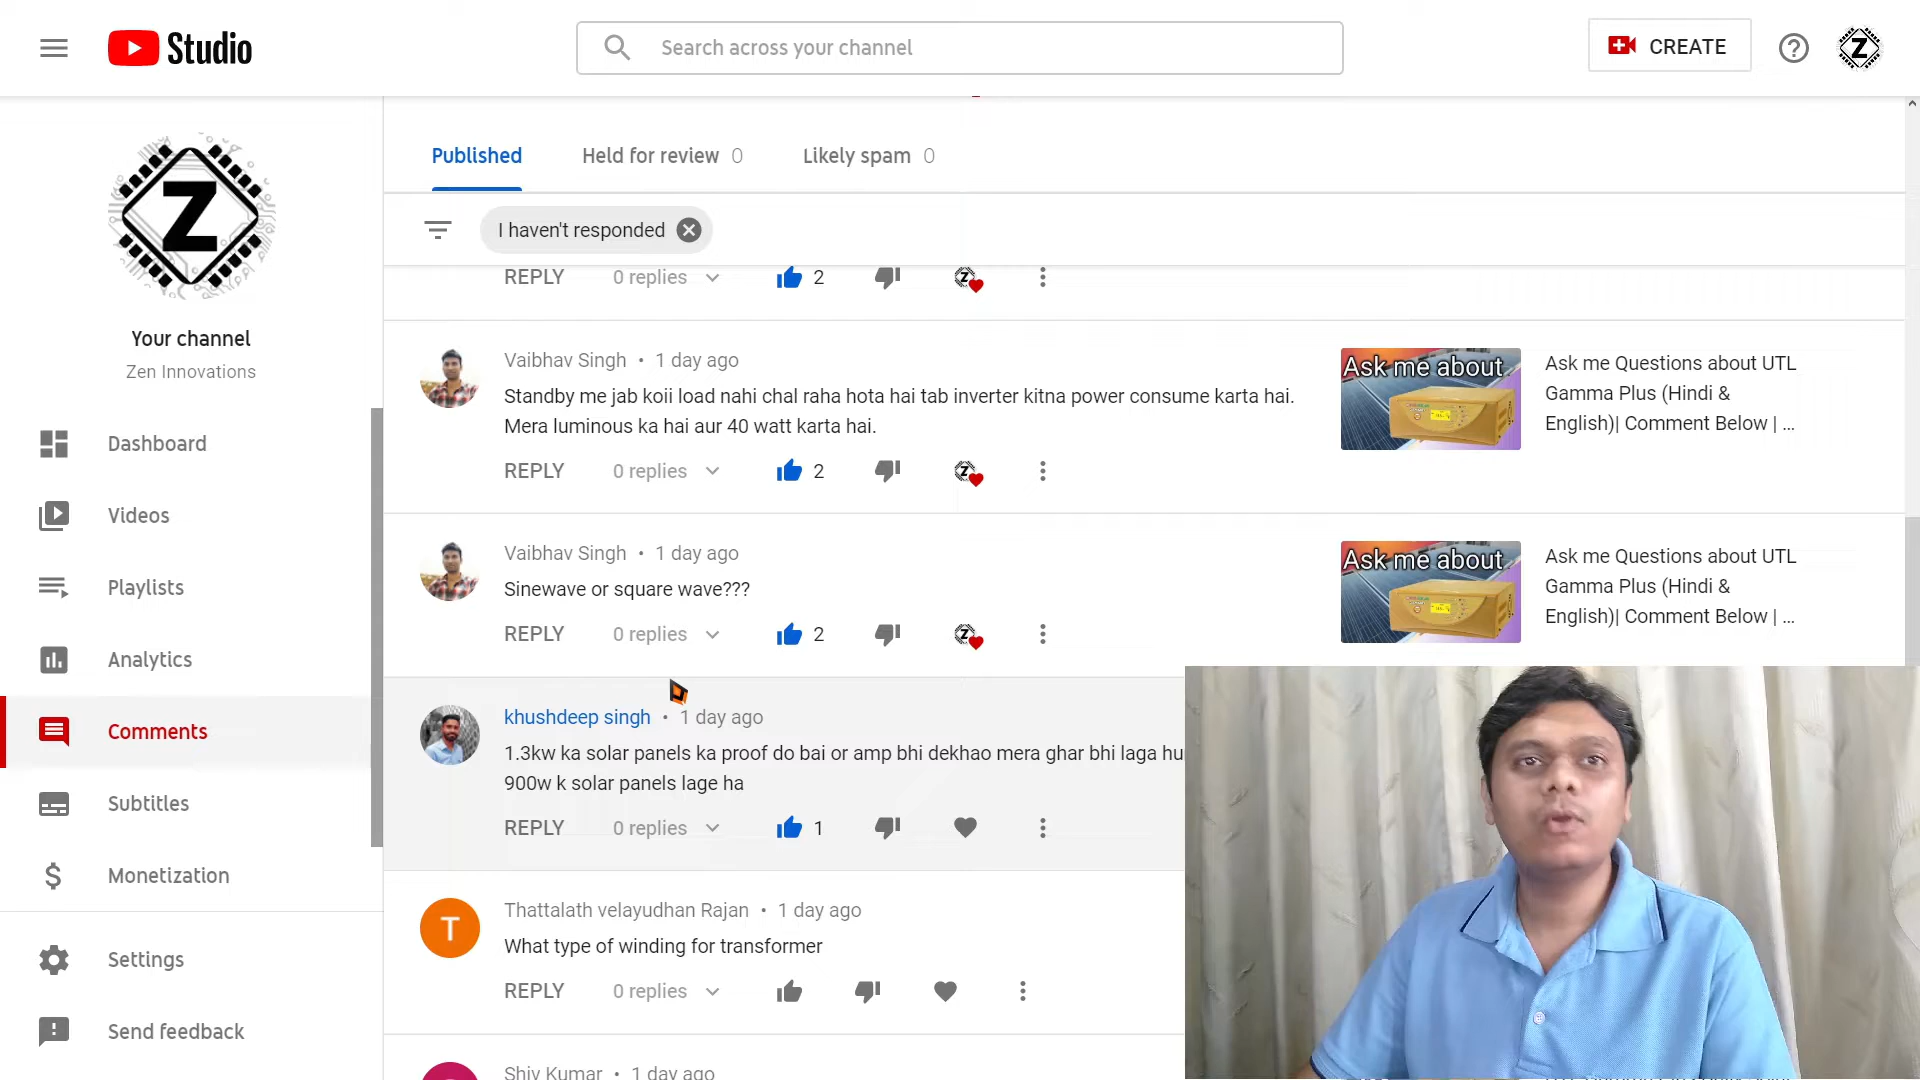 Studio
Search across your channel
CREATE
Z
Z
Your channel
Zen Innovations
Dashboard
Videos
Playlists
Analytics
Comments
Subtitles
Monetization
Settings
Send feedback
Published
Held for review 0
Likely spam 0
I haven't responded
REPLY 0 replies 2
Vaibhav Singh • 1 day ago
Standby me jab koii load nahi chal raha hota hai tab inverter kitna power consume karta hai.
Mera luminous ka hai aur 40 watt karta hai.
REPLY 0 replies 2
Ask me about
Ask me Questions about UTL
Gamma Plus (Hindi &
English)| Comment Below | ...
Vaibhav Singh • 1 day ago
Sinewave or square wave???
REPLY 0 replies 2
Ask me about
Ask me Questions about UTL
Gamma Plus (Hindi &
English)| Comment Below | ...
khushdeep singh • 1 day ago
1.3kw ka solar panels ka proof do bai or amp bhi dekhao mera ghar bhi laga hu
900w k solar panels lage ha
REPLY 0 replies 1
T
Thattalath velayudhan Rajan • 1 day ago
What type of winding for transformer
REPLY 0 replies
Shiv Kumar • 1 day ago